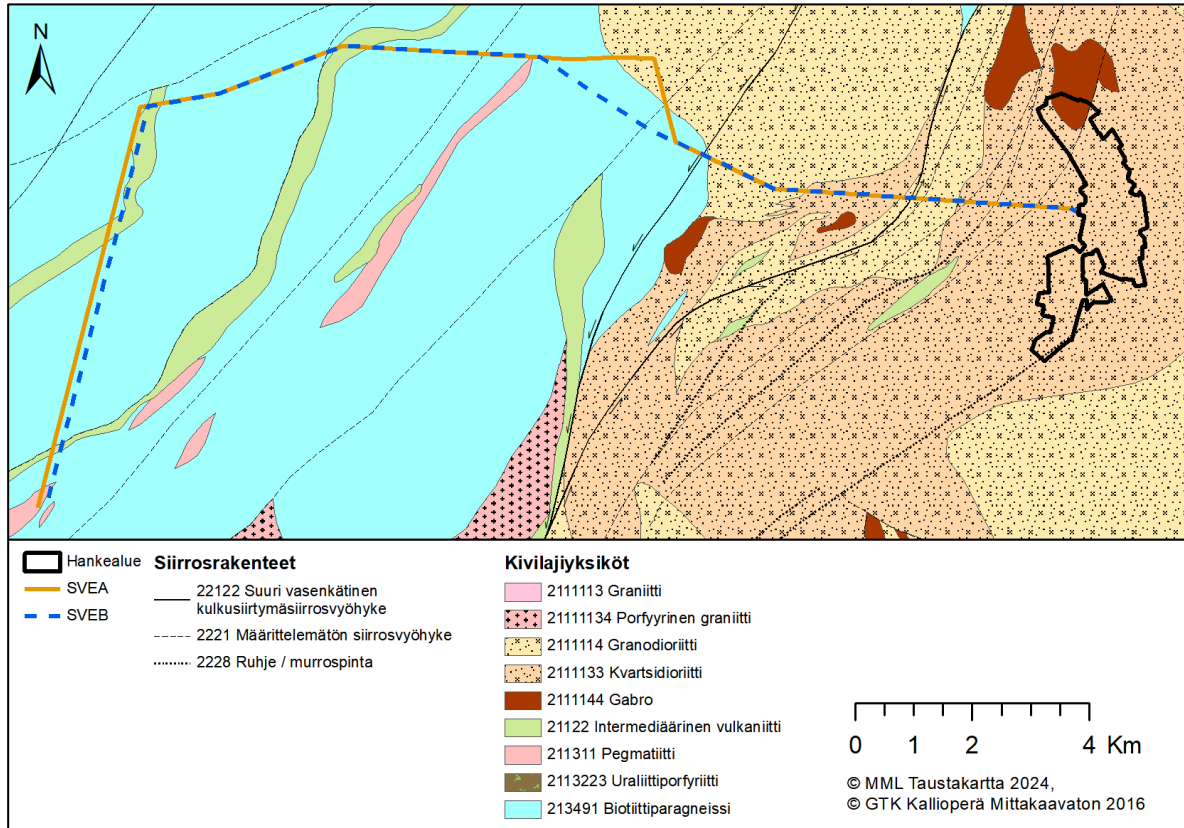 N
Hankealue
SVEA
SVEB
Siirrosrakenteet
22122 Suuri vasenkätinen
kulkusiirtymäsiirrosvyöhyke
2221 Määrittelemätön siirrosvyöhyke
2228 Ruhje / murrospinta
Kivilajiyksiköt
2111113 Graniitti
21111134 Porfyyrinen graniitti
2111114 Granodioriitti
2111133 Kvartsidioriitti
2111144 Gabro
21122 Intermediäärinen vulkaniitti
211311 Pegmatiitti
2113223 Uraliittiporfyriitti
213491 Biotiittiparagneissi
0 1 2 4 Km
© MML Taustakartta 2024,
© GTK Kallioperä Mittakaavaton 2016